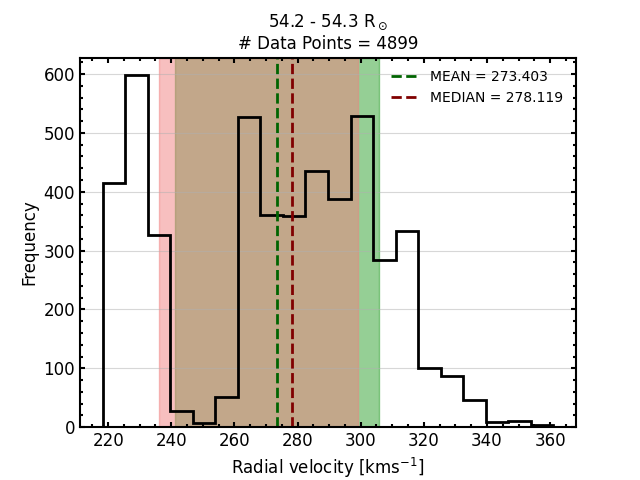 54.2 - 54.3 R⊙
# Data Points = 4899
MEAN = 273.403
MEDIAN = 278.119
600
500
400
300
200
100
0
Frequency
220 240 260 280 300 320 340 360
Radial velocity [kms⁻¹]